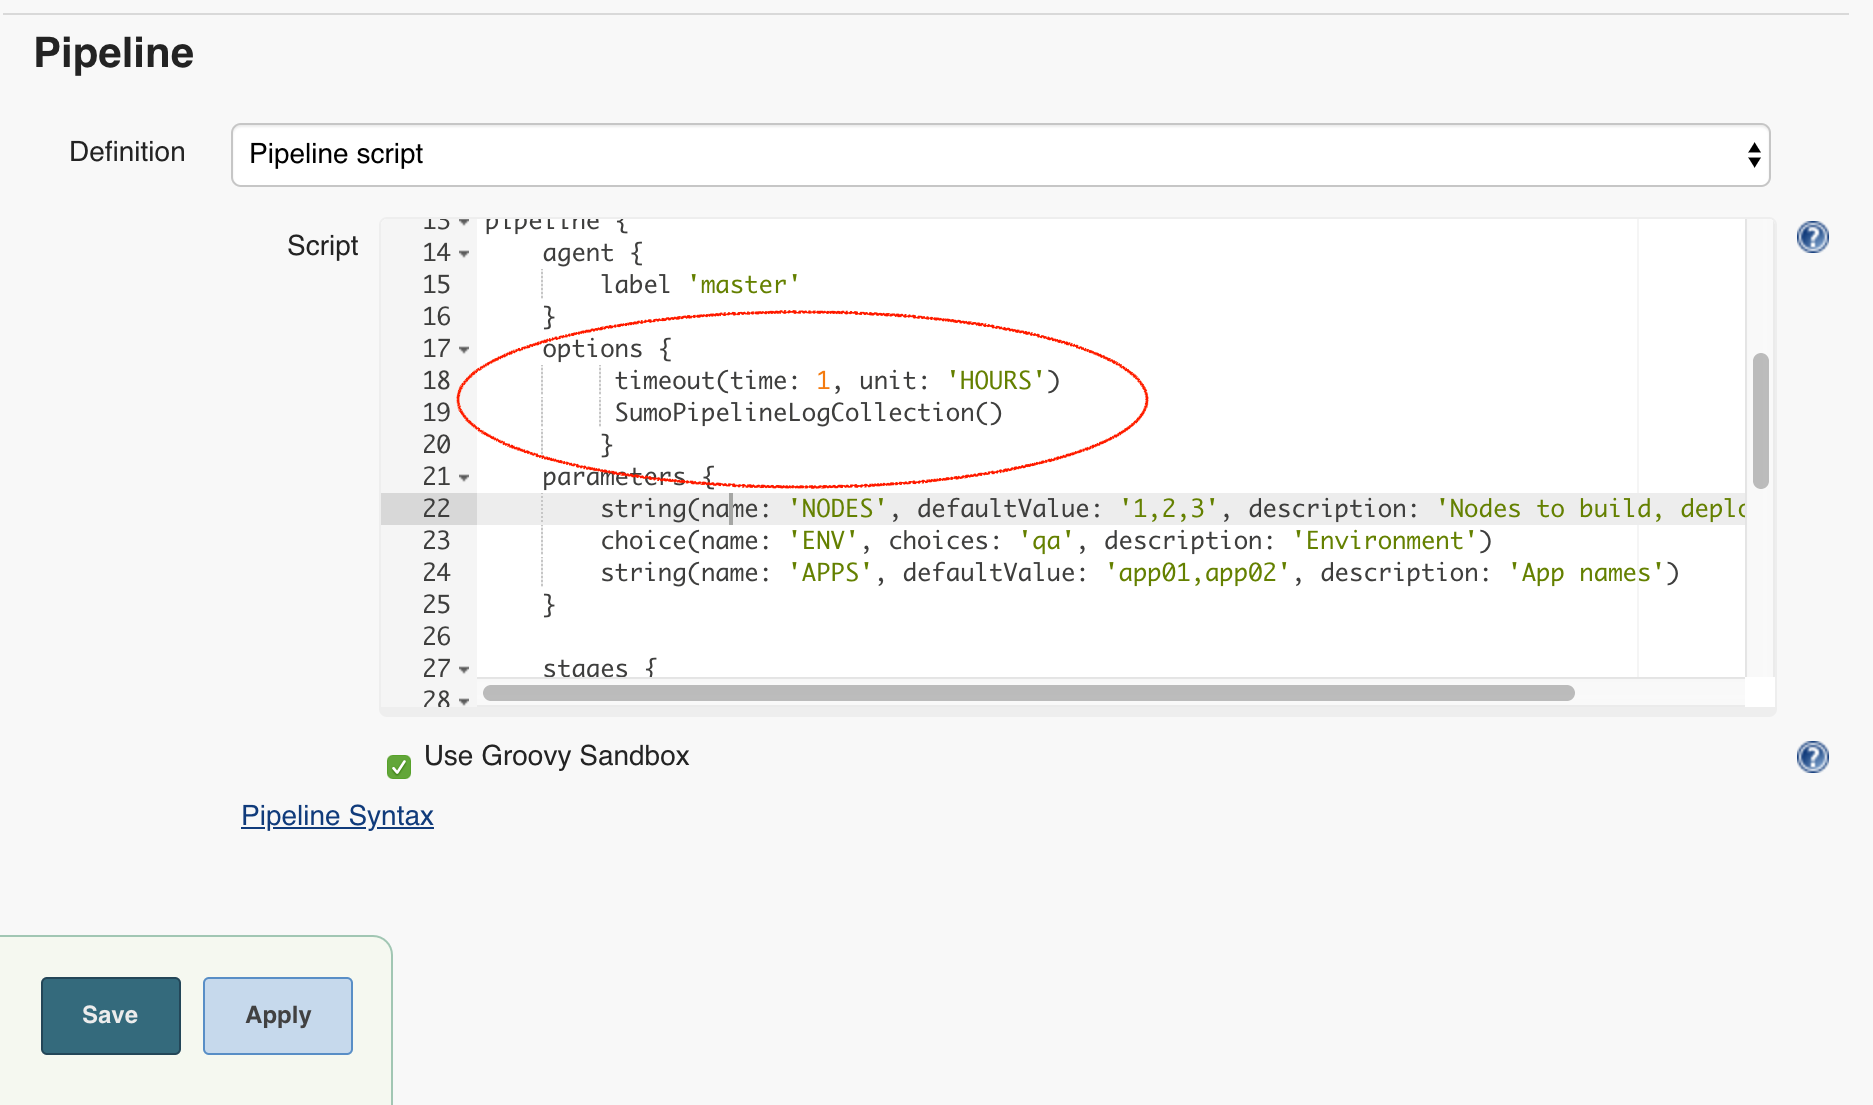 Pipeline
Definition
Pipeline script
Script
13 pipeline {
14 agent {
15 label 'master'
16 }
17 options {
18 timeout(time: 1, unit: 'HOURS')
19 SumoPipelineLogCollection()
20 }
21 parameters {
22 string(name: 'NODES', defaultValue: '1,2,3', description: 'Nodes to build, deplo
23 choice(name: 'ENV', choices: 'qa', description: 'Environment')
24 string(name: 'APPS', defaultValue: 'app01,app02', description: 'App names')
25 }
26
27 stages {
28
?
Use Groovy Sandbox
?
Pipeline Syntax
Save
Apply